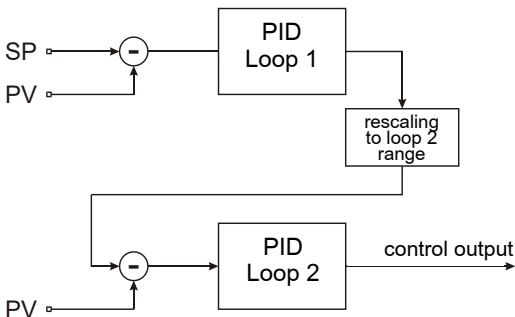 SP
-
PID
Loop 1
PV
rescaling
to loop 2
range
-
PID
Loop 2
control output
PV